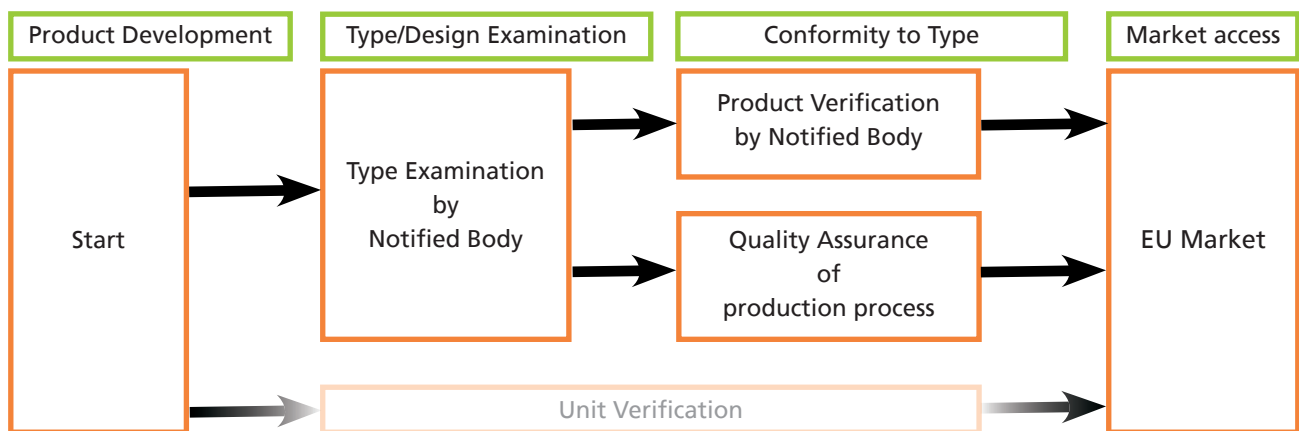 Product Development
Type/Design Examination
Conformity to Type
Market access
Start
Type Examination
by
Notified Body
Product Verification
by Notified Body
Quality Assurance
of
production process
EU Market
Unit Verification